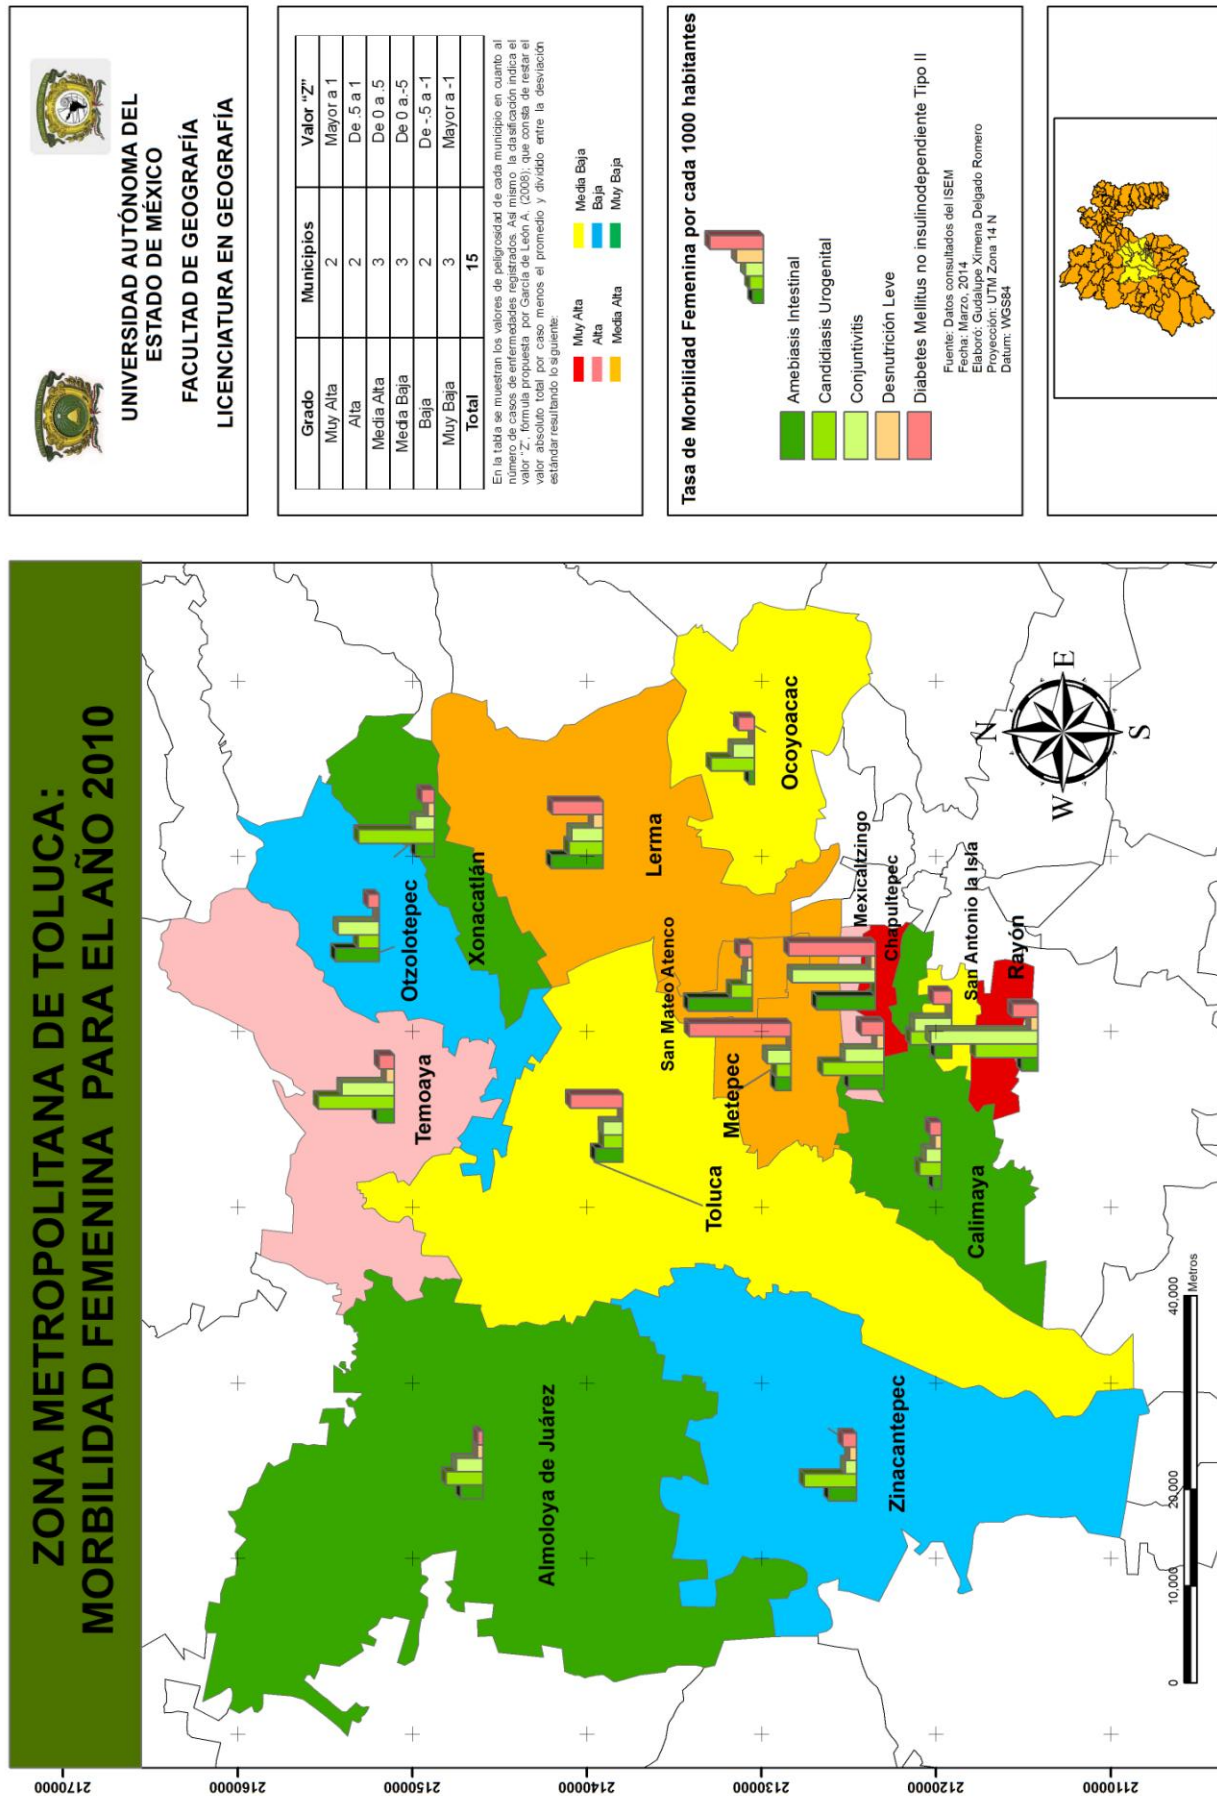 ZONA METROPOLITANA DE TOLUCA:
MORBILIDAD FEMENINA PARA EL AÑO 2010
2170000
2160000
2150000
2140000
2130000
2120000
2110000
Almoloya de Juárez
Zinacantepec
Temoaya
Toluca
Otzolotepec
Xonacatlán
Lerma
San Mateo Atenco
Metepec
Ocoyoacac
Mexicaltzingo
Chapultepec
San Antonio la Isla
Rayón
Calimaya
N
W
E
S
0
10,000
20,000
40,000
Metros
UNIVERSIDAD AUTÓNOMA DEL
ESTADO DE MÉXICO
FACULTAD DE GEOGRAFÍA
LICENCIATURA EN GEOGRAFÍA
Grado Municipios Valor "Z"
Muy Alta 2 Mayor a 1
Alta 2 De .5 a 1
Media Alta 3 De 0 a .5
Media Baja 3 De 0 a.-5
Baja 2 De -.5 a -1
Muy Baja 3 Mayor a -1
Total 15
En la tabla se muestran los valores de peligrosidad de cada municipio en cuanto al
número de casos de enfermedades registrados. Así mismo la clasificación indica el
valor "Z", fórmula propuesta por García de León A. (2008); que consta de restar el
valor absoluto total por caso menos el promedio y dividido entre la desviación
estándar resultando lo siguiente:
Muy Alta
Alta
Media Alta
Media Baja
Baja
Muy Baja
Tasa de Morbilidad Femenina por cada 1000 habitantes
Amebiasis Intestinal
Candidiasis Urogenital
Conjuntivitis
Desnutrición Leve
Diabetes Mellitus no insulinodependiente Tipo II
Fuente: Datos consultados del ISEM
Fecha: Marzo, 2014
Elaboró: Gudalupe Ximena Delgado Romero
Proyección: UTM Zona 14 N
Datum: WGS84